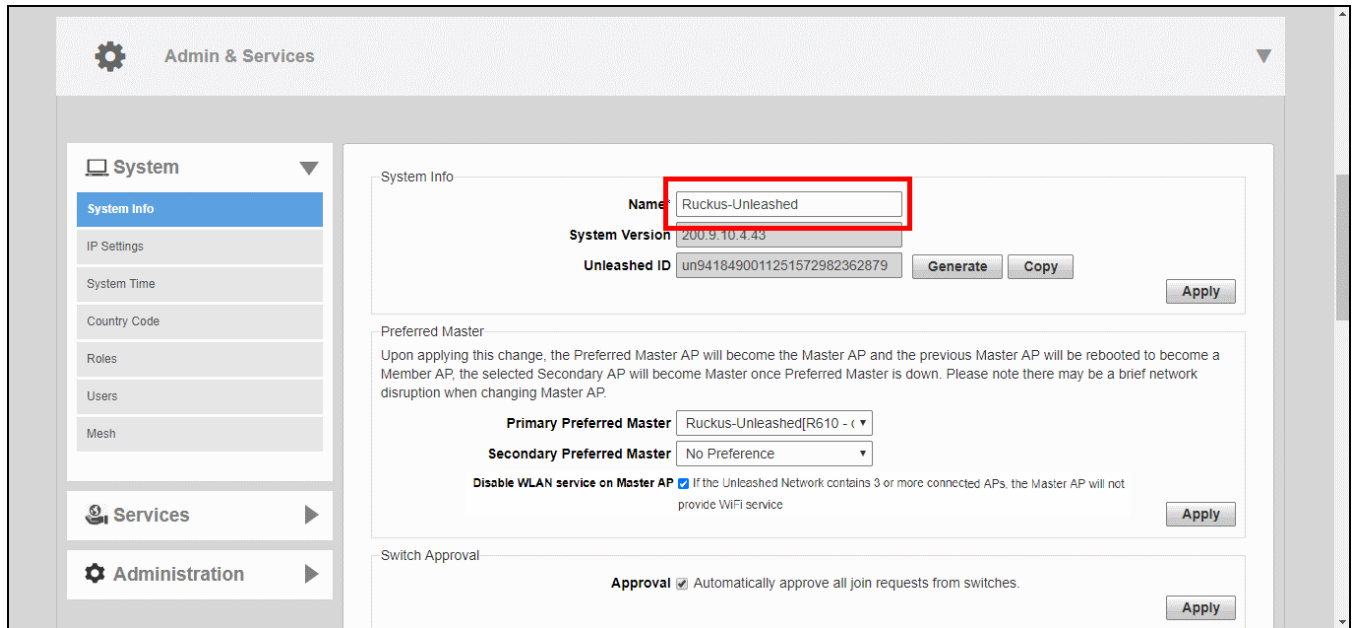 Admin & Services
System
System Info
IP Settings
System Time
Country Code
Roles
Users
Mesh
Services
Administration
System Info
Name* Ruckus-Unleashed
System Version 200.9.10.4.43
Unleashed ID un9418490011251572982362879 Generate Copy
Apply
Preferred Master
Upon applying this change, the Preferred Master AP will become the Master AP and the previous Master AP will be rebooted to become a
Member AP, the selected Secondary AP will become Master once Preferred Master is down. Please note there may be a brief network
disruption when changing Master AP.
Primary Preferred Master Ruckus-Unleashed[R610 - (
Secondary Preferred Master No Preference
Disable WLAN service on Master AP If the Unleashed Network contains 3 or more connected APs, the Master AP will not
provide WiFi service
Apply
Switch Approval
Approval Automatically approve all join requests from switches.
Apply